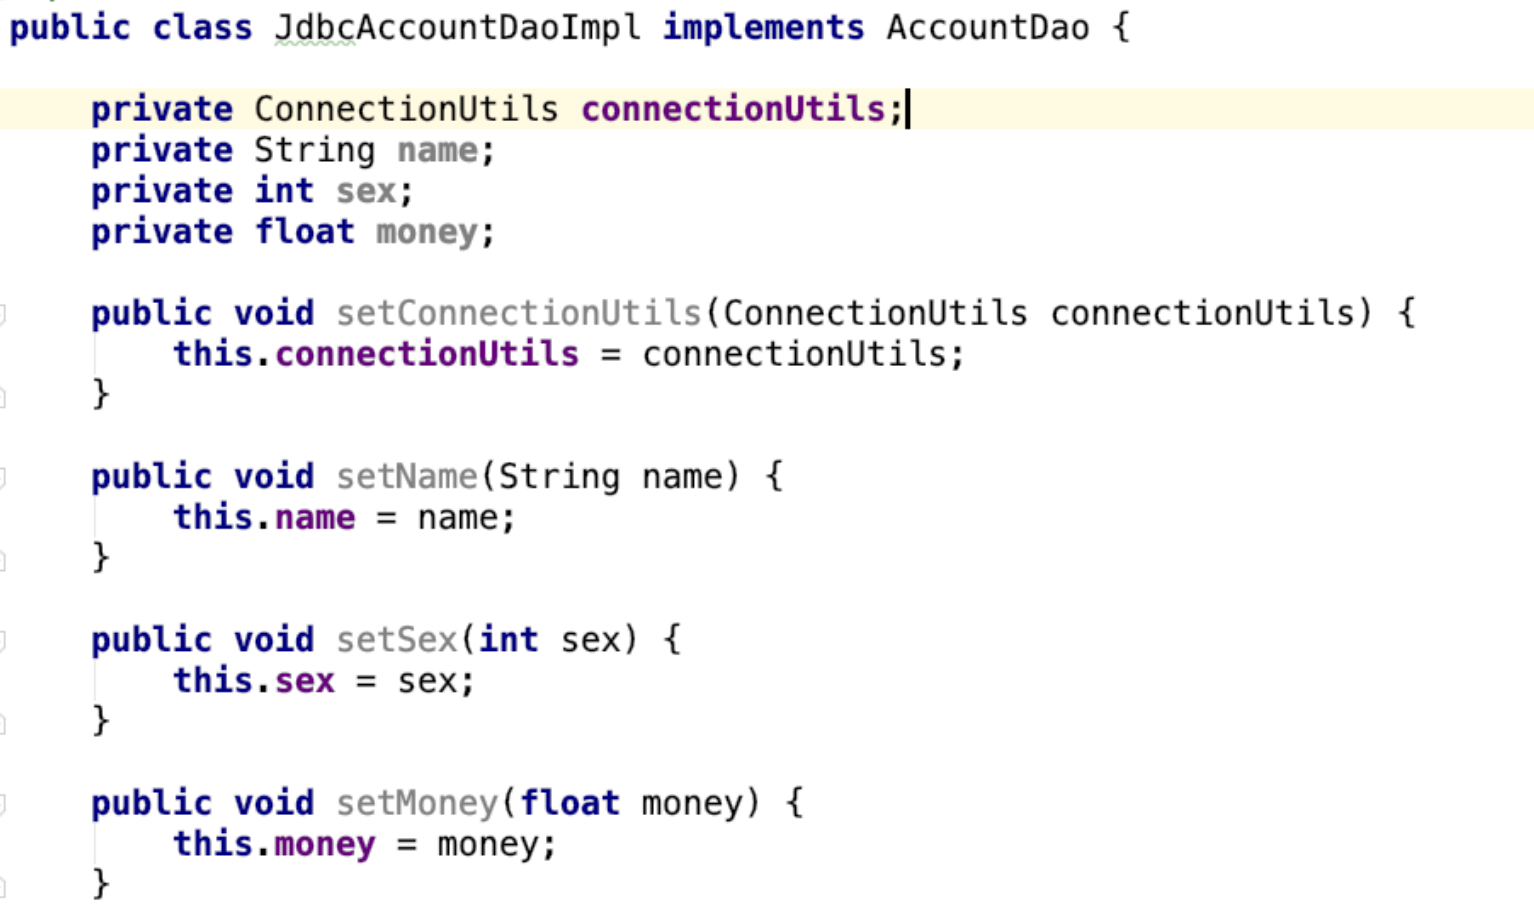 public class JdbcAccountDaoImpl implements AccountDao {
private ConnectionUtils connectionUtils;
private String name;
private int sex;
private float money;
public void setConnectionUtils(ConnectionUtils connectionUtils) {
this.connectionUtils = connectionUtils;
}
public void setName(String name) {
this.name = name;
}
public void setSex(int sex) {
this.sex = sex;
}
public void setMoney(float money) {
this.money = money;
}